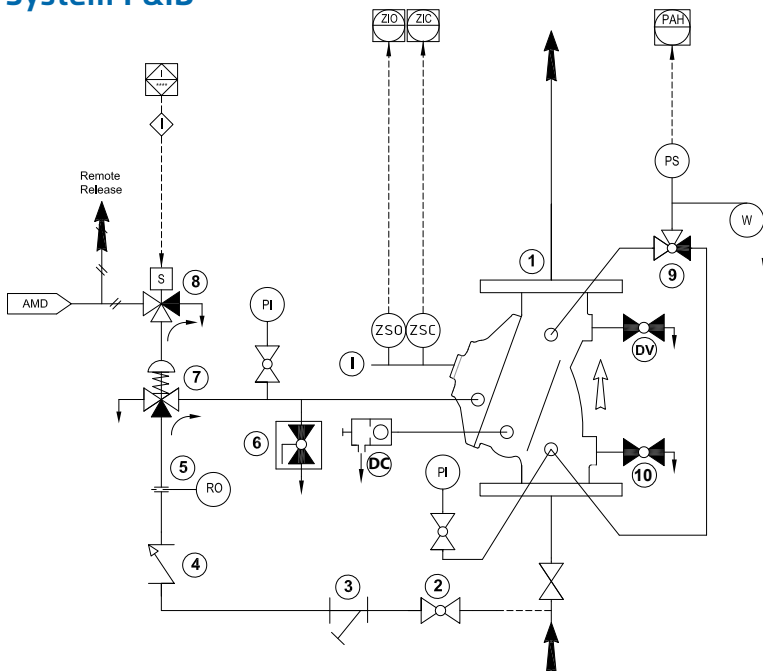 System P&ID
ZIO
ZIC
PAH
I
****
I
Remote
Release
PS
W
S
8
1
9
AMD
PI
ZSO
ZSC
I
DV
7
6
DC
10
5
RO
PI
4
3
2